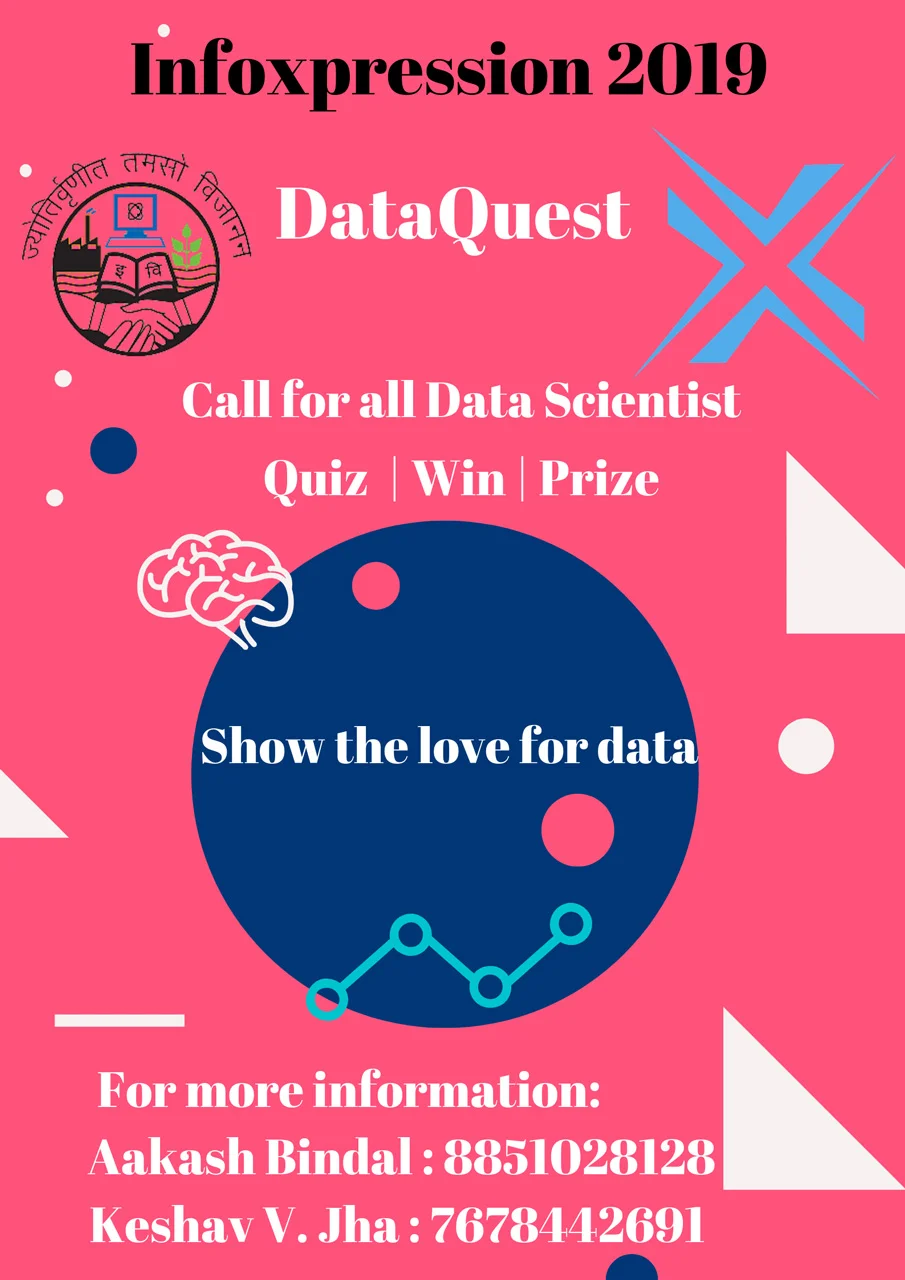 Infoxpression 2019
ज्योतिर्वृणीत तमसो विजानन
DataQuest
इ वि
Call for all Data Scientist
Quiz | Win | Prize
Show the love for data
For more information:
Aakash Bindal : 8851028128
Keshav V. Jha : 7678442691